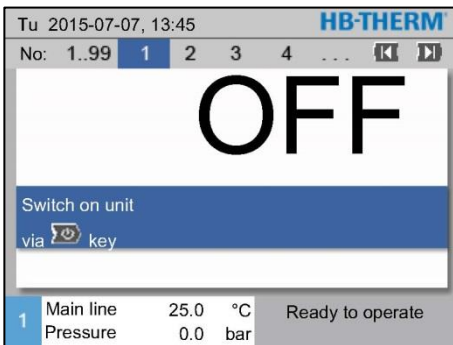 Tu 2015-07-07, 13:45 HB-THERM
No: 1..99 1 2 3 4 ...
OFF
Switch on unit
via key
1 Main line 25.0 °C Ready to operate
Pressure 0.0 bar